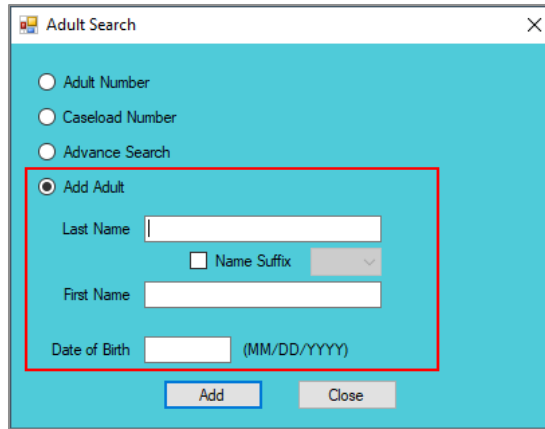 Adult Search
Adult Number
Caseload Number
Advance Search
Add Adult
Last Name
Name Suffix
First Name
Date of Birth (MM/DD/YYYY)
Add Close